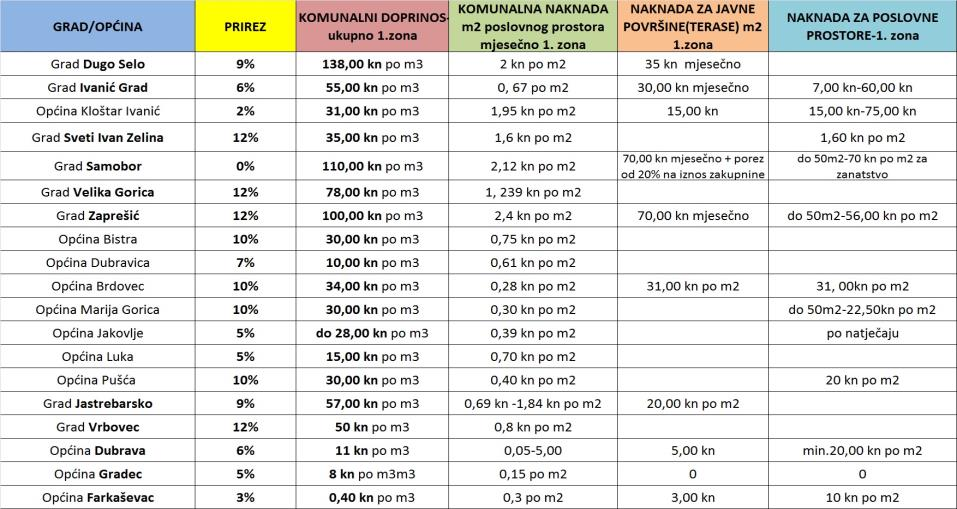 GRAD/OPĆINA PRIREZ KOMUNALNI DOPRINOS-ukupno 1.zona KOMUNALNA NAKNADA m2 poslovnog prostora mjesečno 1. zona NAKNADA ZA JAVNE POVRŠINE(TERASE) m2 1.zona NAKNADA ZA POSLOVNE PROSTORE-1. zona
Grad Dugo Selo 9% 138,00 kn po m3 2 kn po m2 35 kn mjesečno
Grad Ivanić Grad 6% 55,00 kn po m3 0, 67 po m2 30,00 kn mjesečno 7,00 kn-60,00 kn
Općina Kloštar Ivanić 2% 31,00 kn po m3 1,95 kn po m2 15,00 kn 15,00 kn-75,00 kn
Grad Sveti Ivan Zelina 12% 35,00 kn po m3 1,6 kn po m2 1,60 kn po m2
Grad Samobor 0% 110,00 kn po m3 2,12 kn po m2 70,00 kn mjesečno + porez od 20% na iznos zakupnine do 50m2-70 kn po m2 za zanatstvo
Grad Velika Gorica 12% 78,00 kn po m3 1, 239 kn po m2
Grad Zaprešić 12% 100,00 kn po m3 2,4 kn po m2 70,00 kn mjesečno do 50m2-56,00 kn po m2
Općina Bistra 10% 30,00 kn po m3 0,75 kn po m2
Općina Dubravica 7% 10,00 kn po m3 0,61 kn po m2
Općina Brdovec 10% 34,00 kn po m3 0,28 kn po m2 31,00 kn po m2 31, 00kn po m2
Općina Marija Gorica 10% 30,00 kn po m3 0,30 kn po m2 do 50m2-22,50kn po m2
Općina Jakovlje 5% do 28,00 kn po m3 0,39 kn po m2 po natječaju
Općina Luka 5% 15,00 kn po m3 0,70 kn po m2
Općina Pušća 10% 30,00 kn po m3 0,40 kn po m2 20 kn po m2
Grad Jastrebarsko 9% 57,00 kn po m3 0,69 kn -1,84 kn po m2 20,00 kn po m2
Grad Vrbovec 12% 50 kn po m3 0,8 kn po m2
Općina Dubrava 6% 11 kn po m3 0,05-5,00 5,00 kn min.20,00 kn po m2
Općina Gradec 5% 8 kn po m3m3 0,15 po m2 0 0
Općina Farkaševac 3% 0,40 kn po m3 0,3 po m2 3,00 kn 10 kn po m2